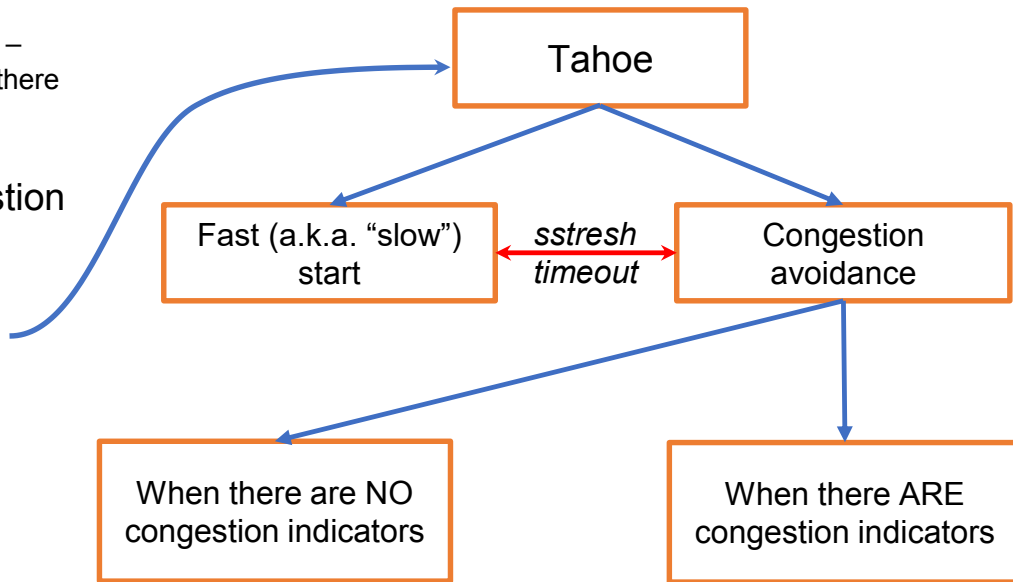 –
there
stion
Tahoe
Fast (a.k.a. “slow”)
start
sstresh
timeout
Congestion
avoidance
When there are NO
congestion indicators
When there ARE
congestion indicators